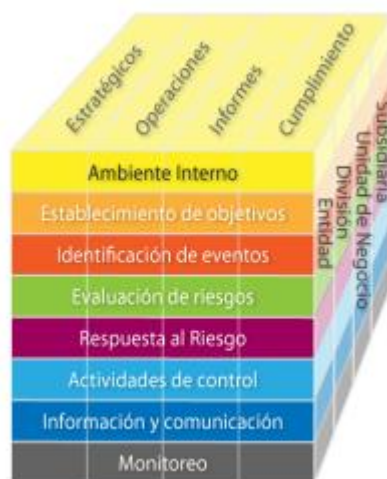 Estratégicos
Operaciones
Informes
Cumplimiento
Ambiente Interno
Establecimiento de objetivos
Identificación de eventos
Evaluación de riesgos
Respuesta al Riesgo
Actividades de control
Información y comunicación
Monitoreo
Entidad
División
Unidad de Negocio
Subsidiaria